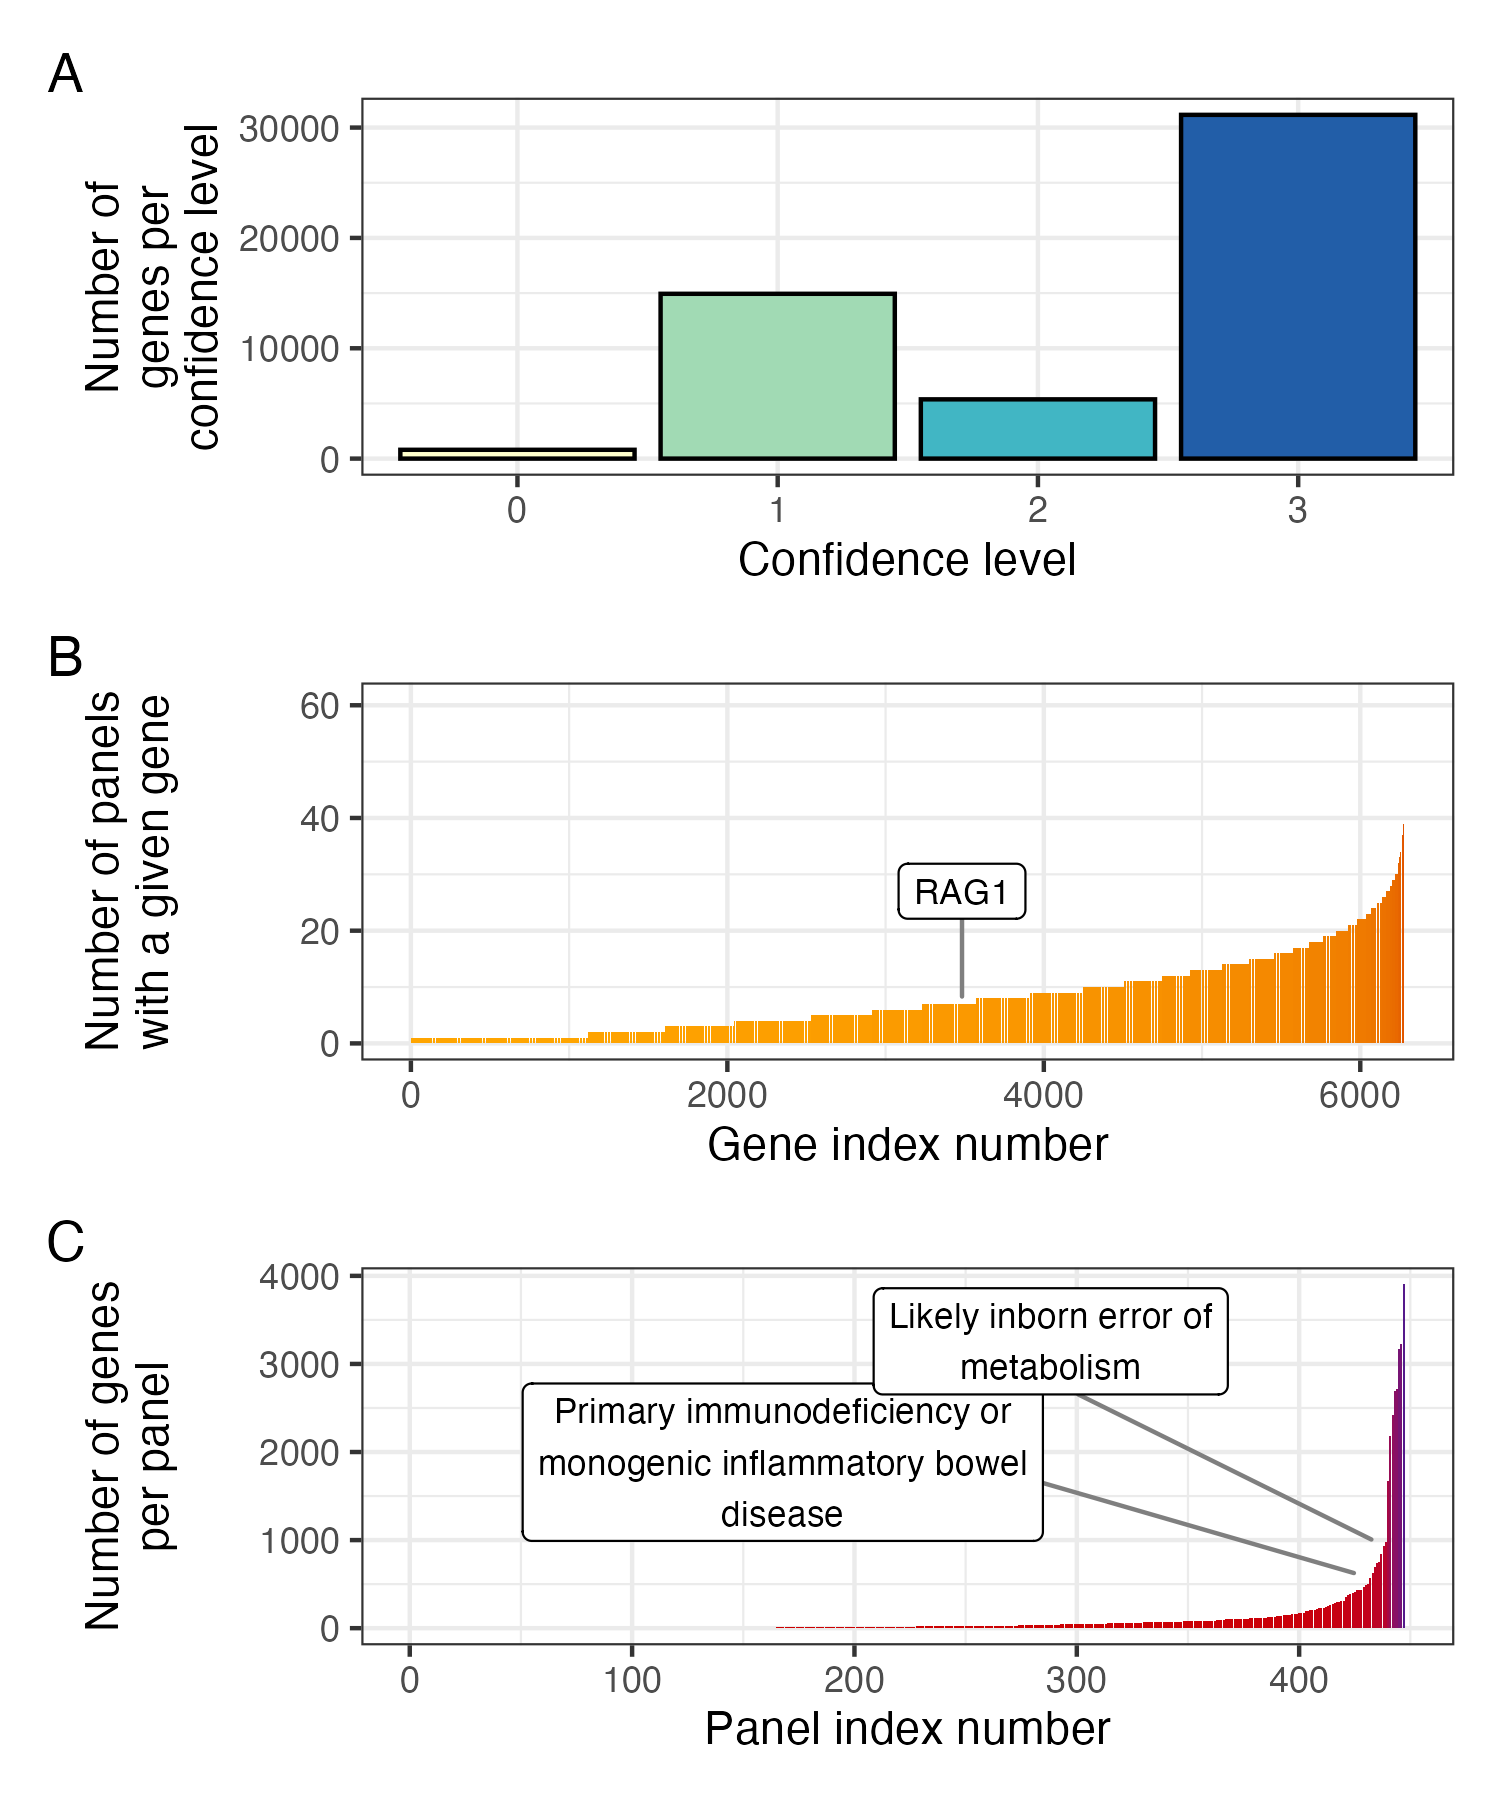 A
Number of
genes per
confidence level
30000
20000
10000
0
0 1 2 3
Confidence level
B
Number of panels
with a given gene
60
40
20
0
RAG1
0 2000 4000 6000
Gene index number
C
Number of genes
per panel
4000
3000
2000
1000
0
Likely inborn error of
metabolism
Primary immunodeficiency or
monogenic inflammatory bowel
disease
0 100 200 300 400
Panel index number